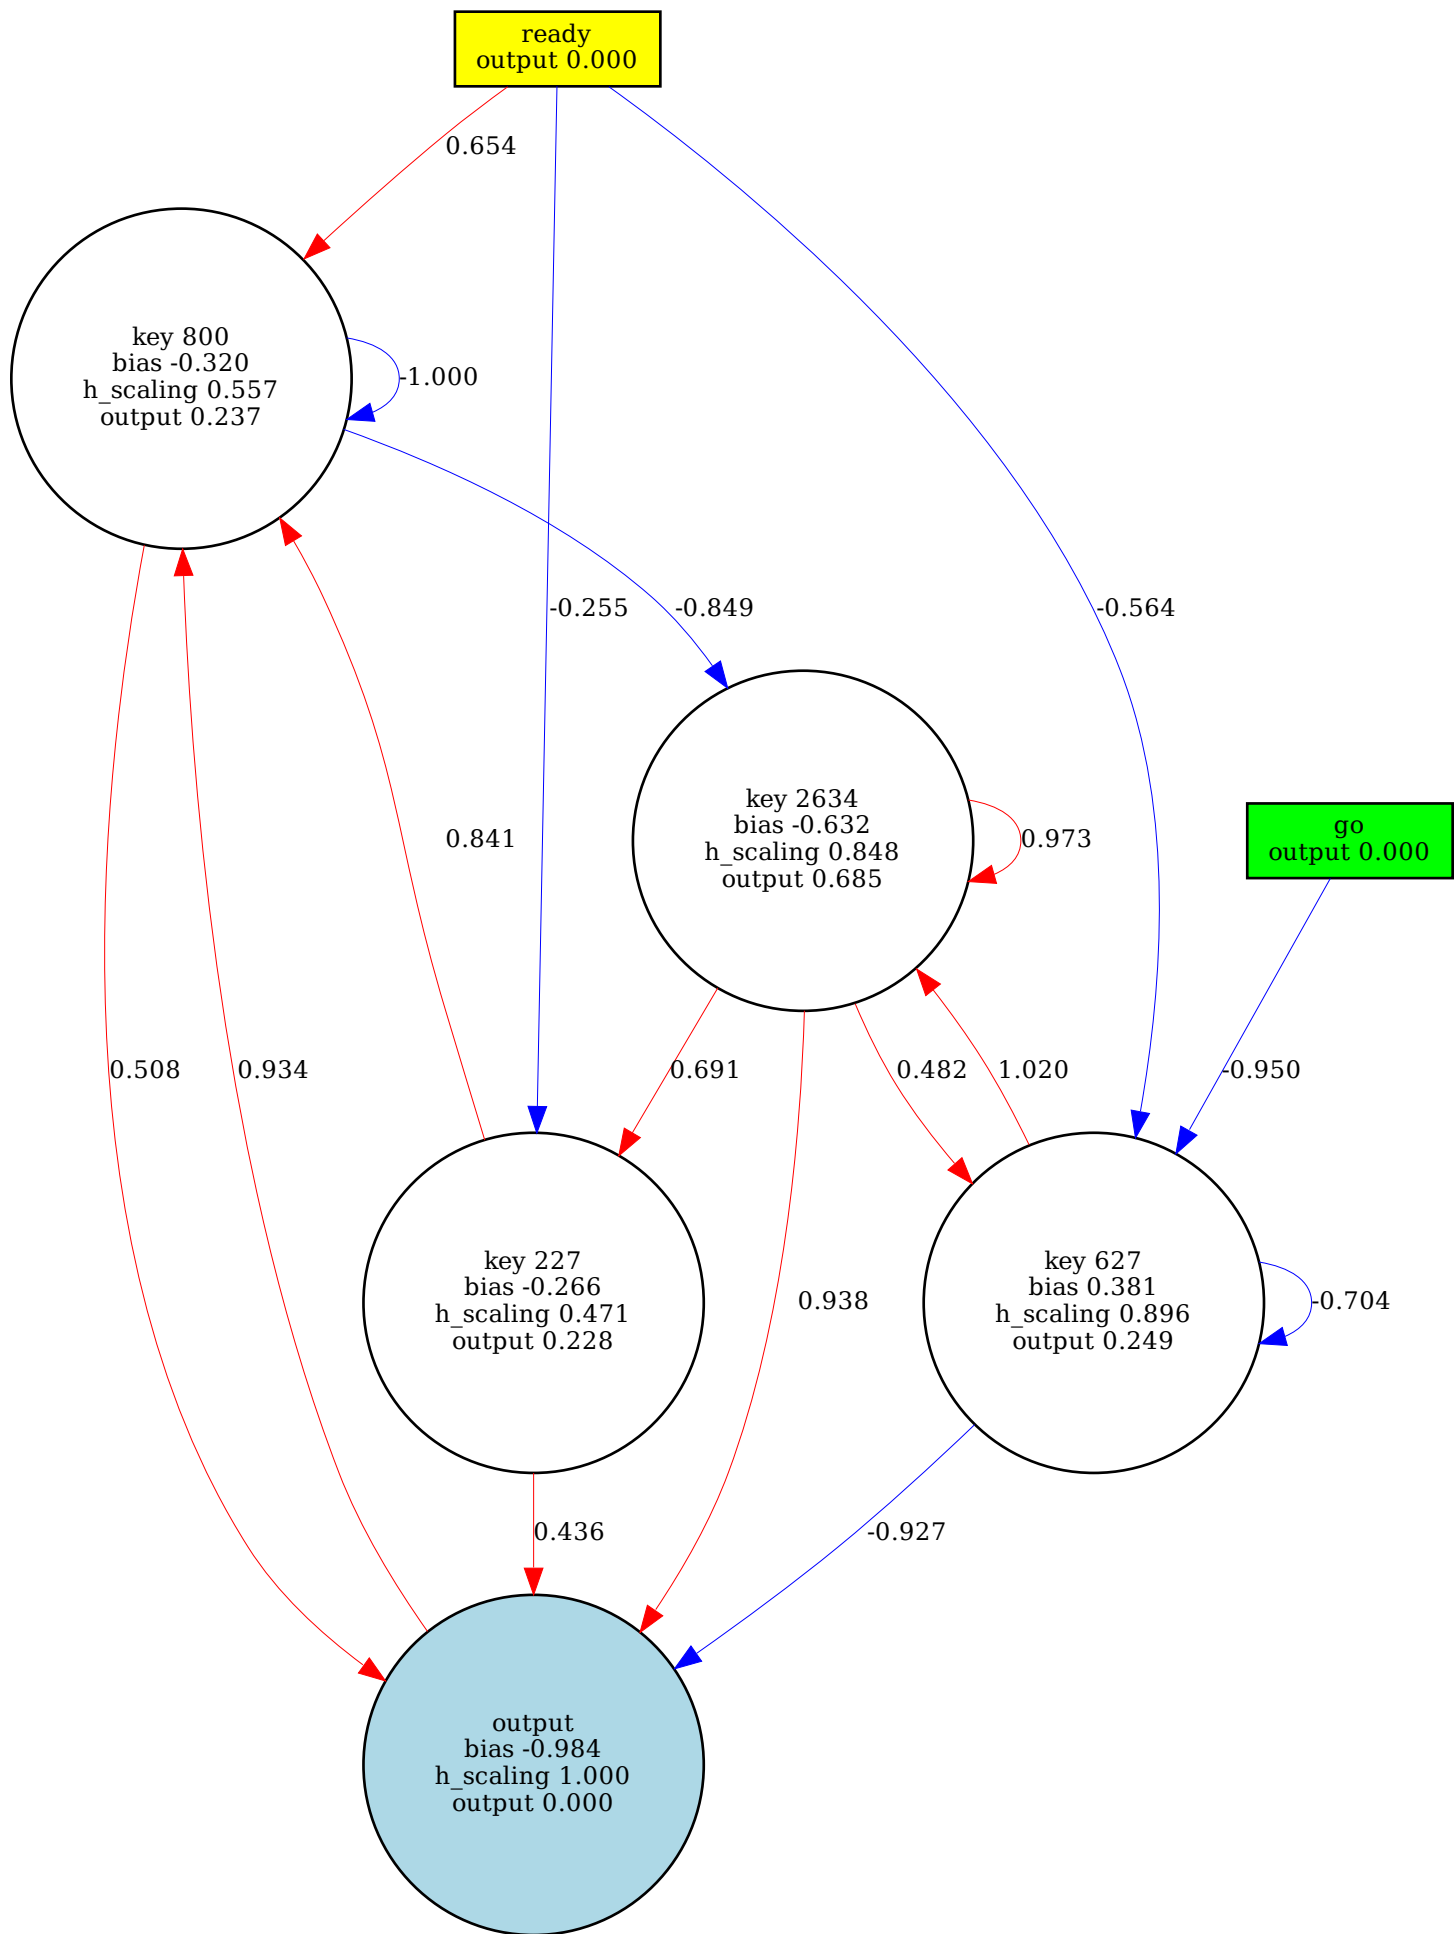 ready
output 0.000
0.654
key 800
bias -0.320
h_scaling 0.557
output 0.237
-1.000
-0.255
-0.849
-0.564
key 2634
bias -0.632
h_scaling 0.848
output 0.685
0.973
go
output 0.000
0.841
0.508
0.934
0.691
0.482
1.020
-0.950
key 227
bias -0.266
h_scaling 0.471
output 0.228
0.938
key 627
bias 0.381
h_scaling 0.896
output 0.249
-0.704
0.436
-0.927
output
bias -0.984
h_scaling 1.000
output 0.000